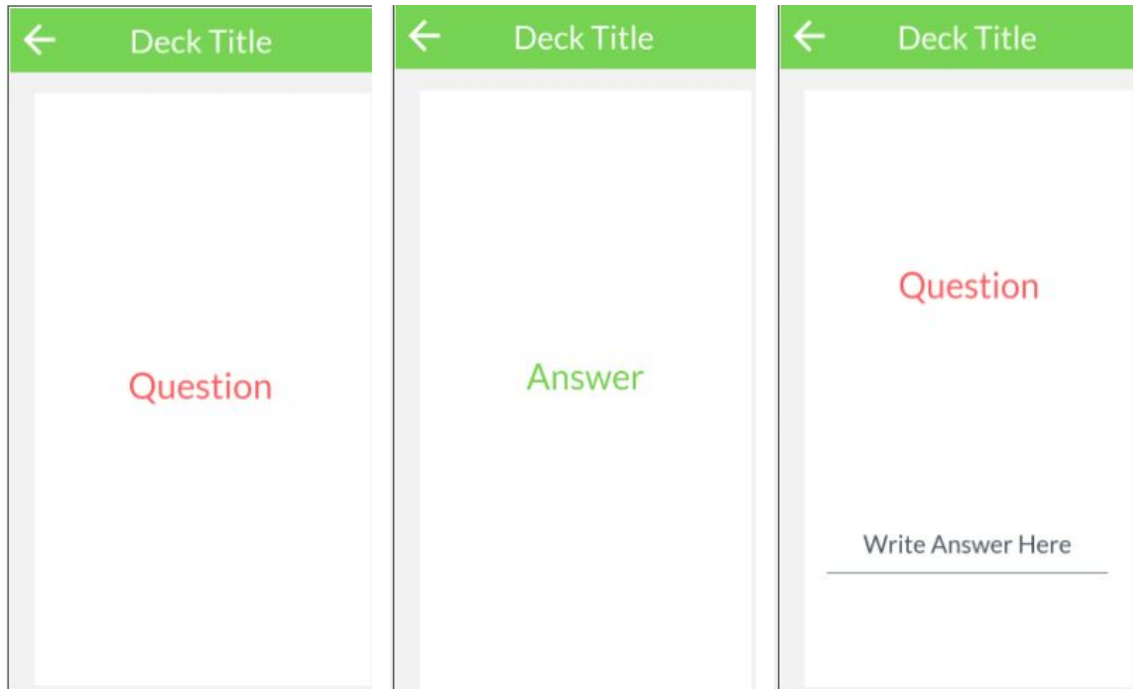 Deck Title
Question
Deck Title
Answer
Deck Title
Question
Write Answer Here